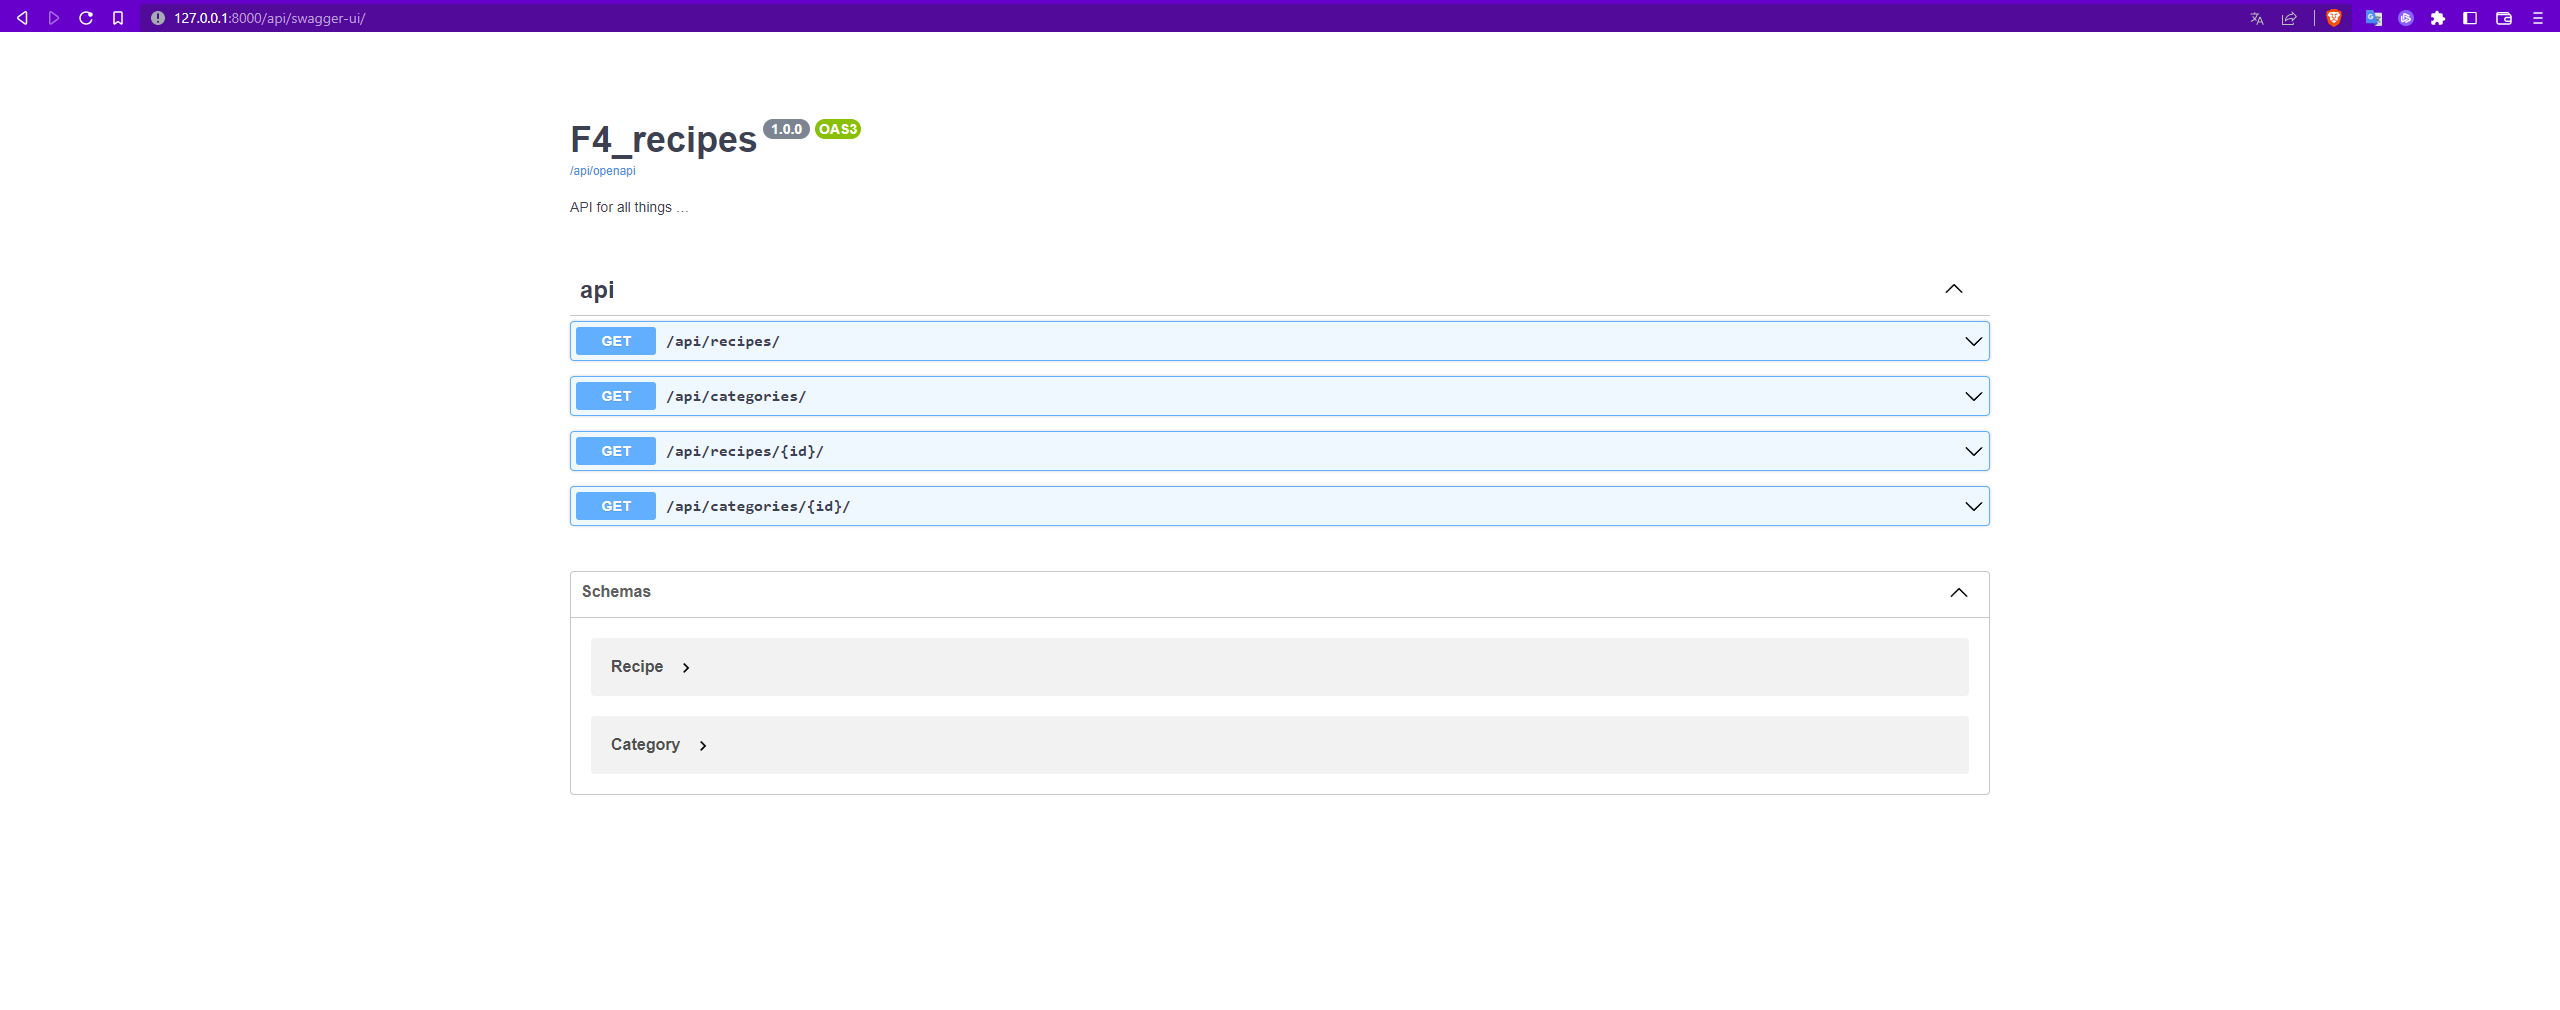 127.0.0.1:8000/api/swagger-ui/
F4_recipes 1.0.0 OAS3
/api/openapi
API for all things …
api
GET /api/recipes/
GET /api/categories/
GET /api/recipes/{id}/
GET /api/categories/{id}/
Schemas
Recipe
Category